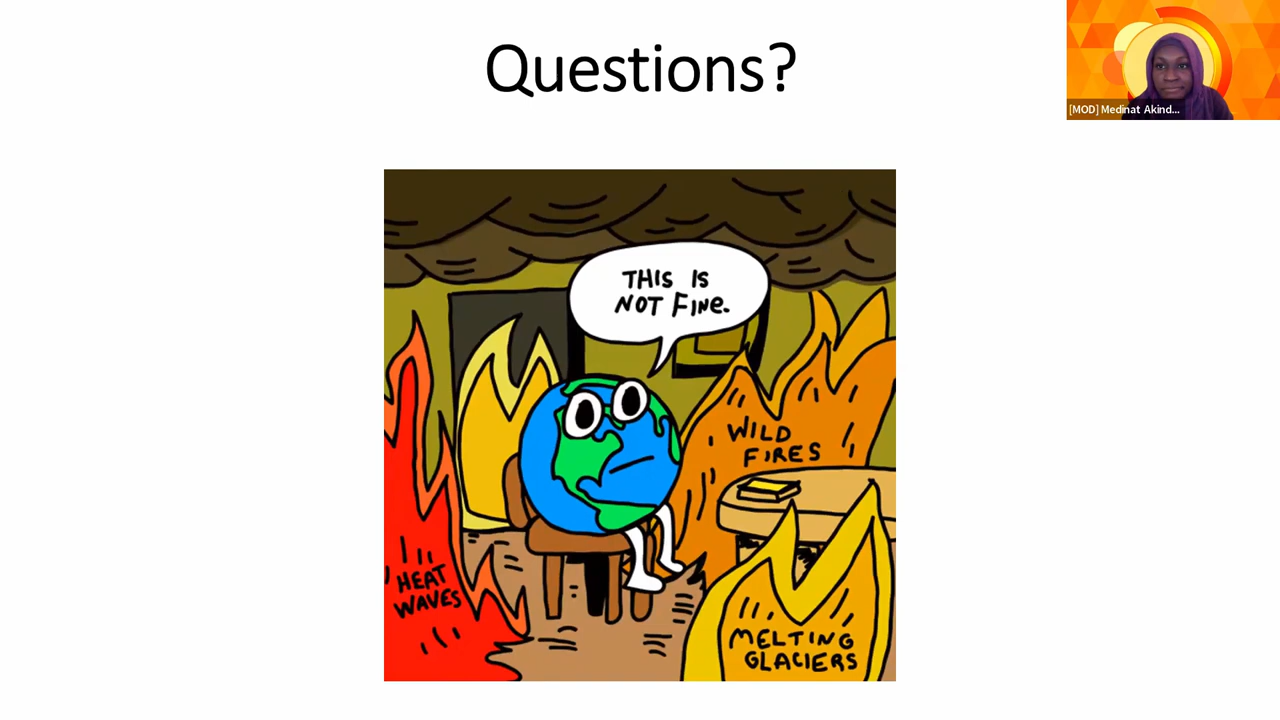 Questions?
[MOD] Medinat Akind...
THIS IS
NOT FINE.
WILD
FIRES
HEAT
WAVES
MELTING
GLACIERS